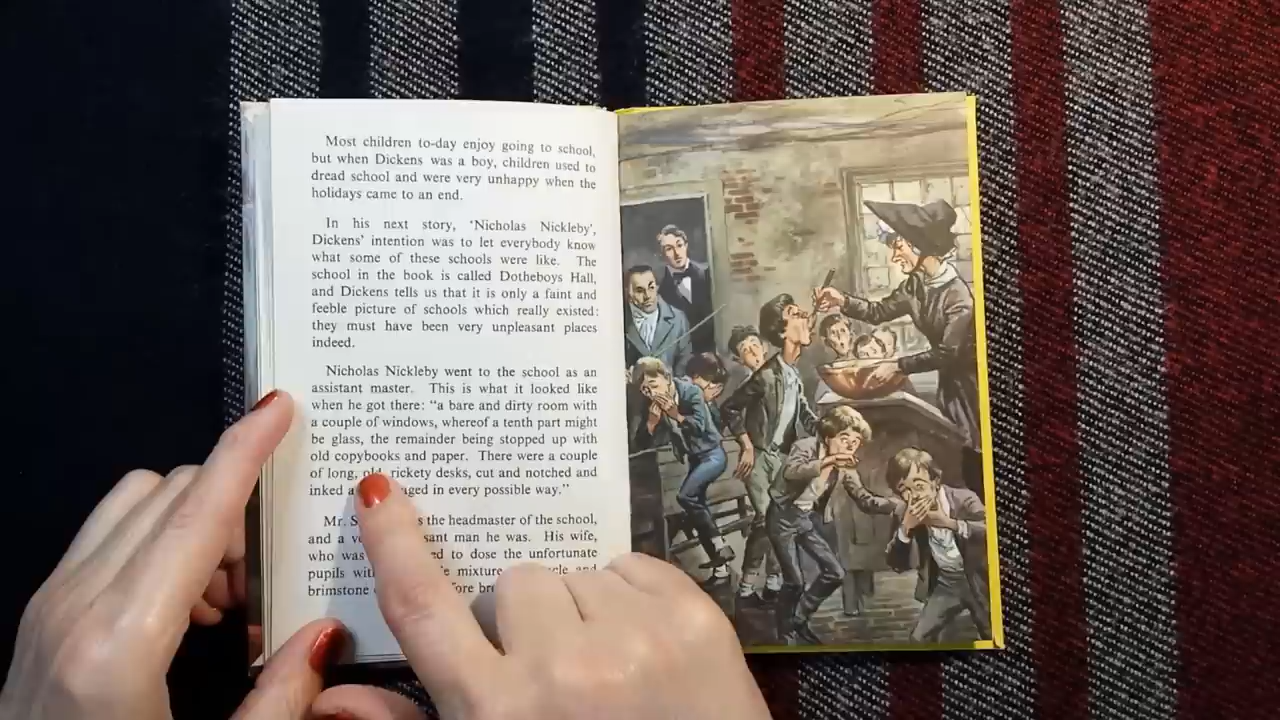 Most children to-day enjoy going to school,
but when Dickens was a boy, children used to
dread school and were very unhappy when the
holidays came to an end.
In his next story, ‘Nicholas Nickleby’,
Dickens’ intention was to let everybody know
what some of these schools were like. The
school in the book is called Dotheboys Hall,
and Dickens tells us that it is only a faint and
feeble picture of schools which really existed:
they must have been very unpleasant places
indeed.
Nicholas Nickleby went to the school as an
assistant master. This is what it looked like
when he got there: “a bare and dirty room with
a couple of windows, whereof a tenth part might
be glass, the remainder being stopped up with
old copybooks and paper. There were a couple
of long, old, rickety desks, cut and notched and
inked in every possible way.”
Mr. the headmaster of the school,
and a man he was. His wife,
who was to dose the unfortunate
pupils mixture and
brimstone